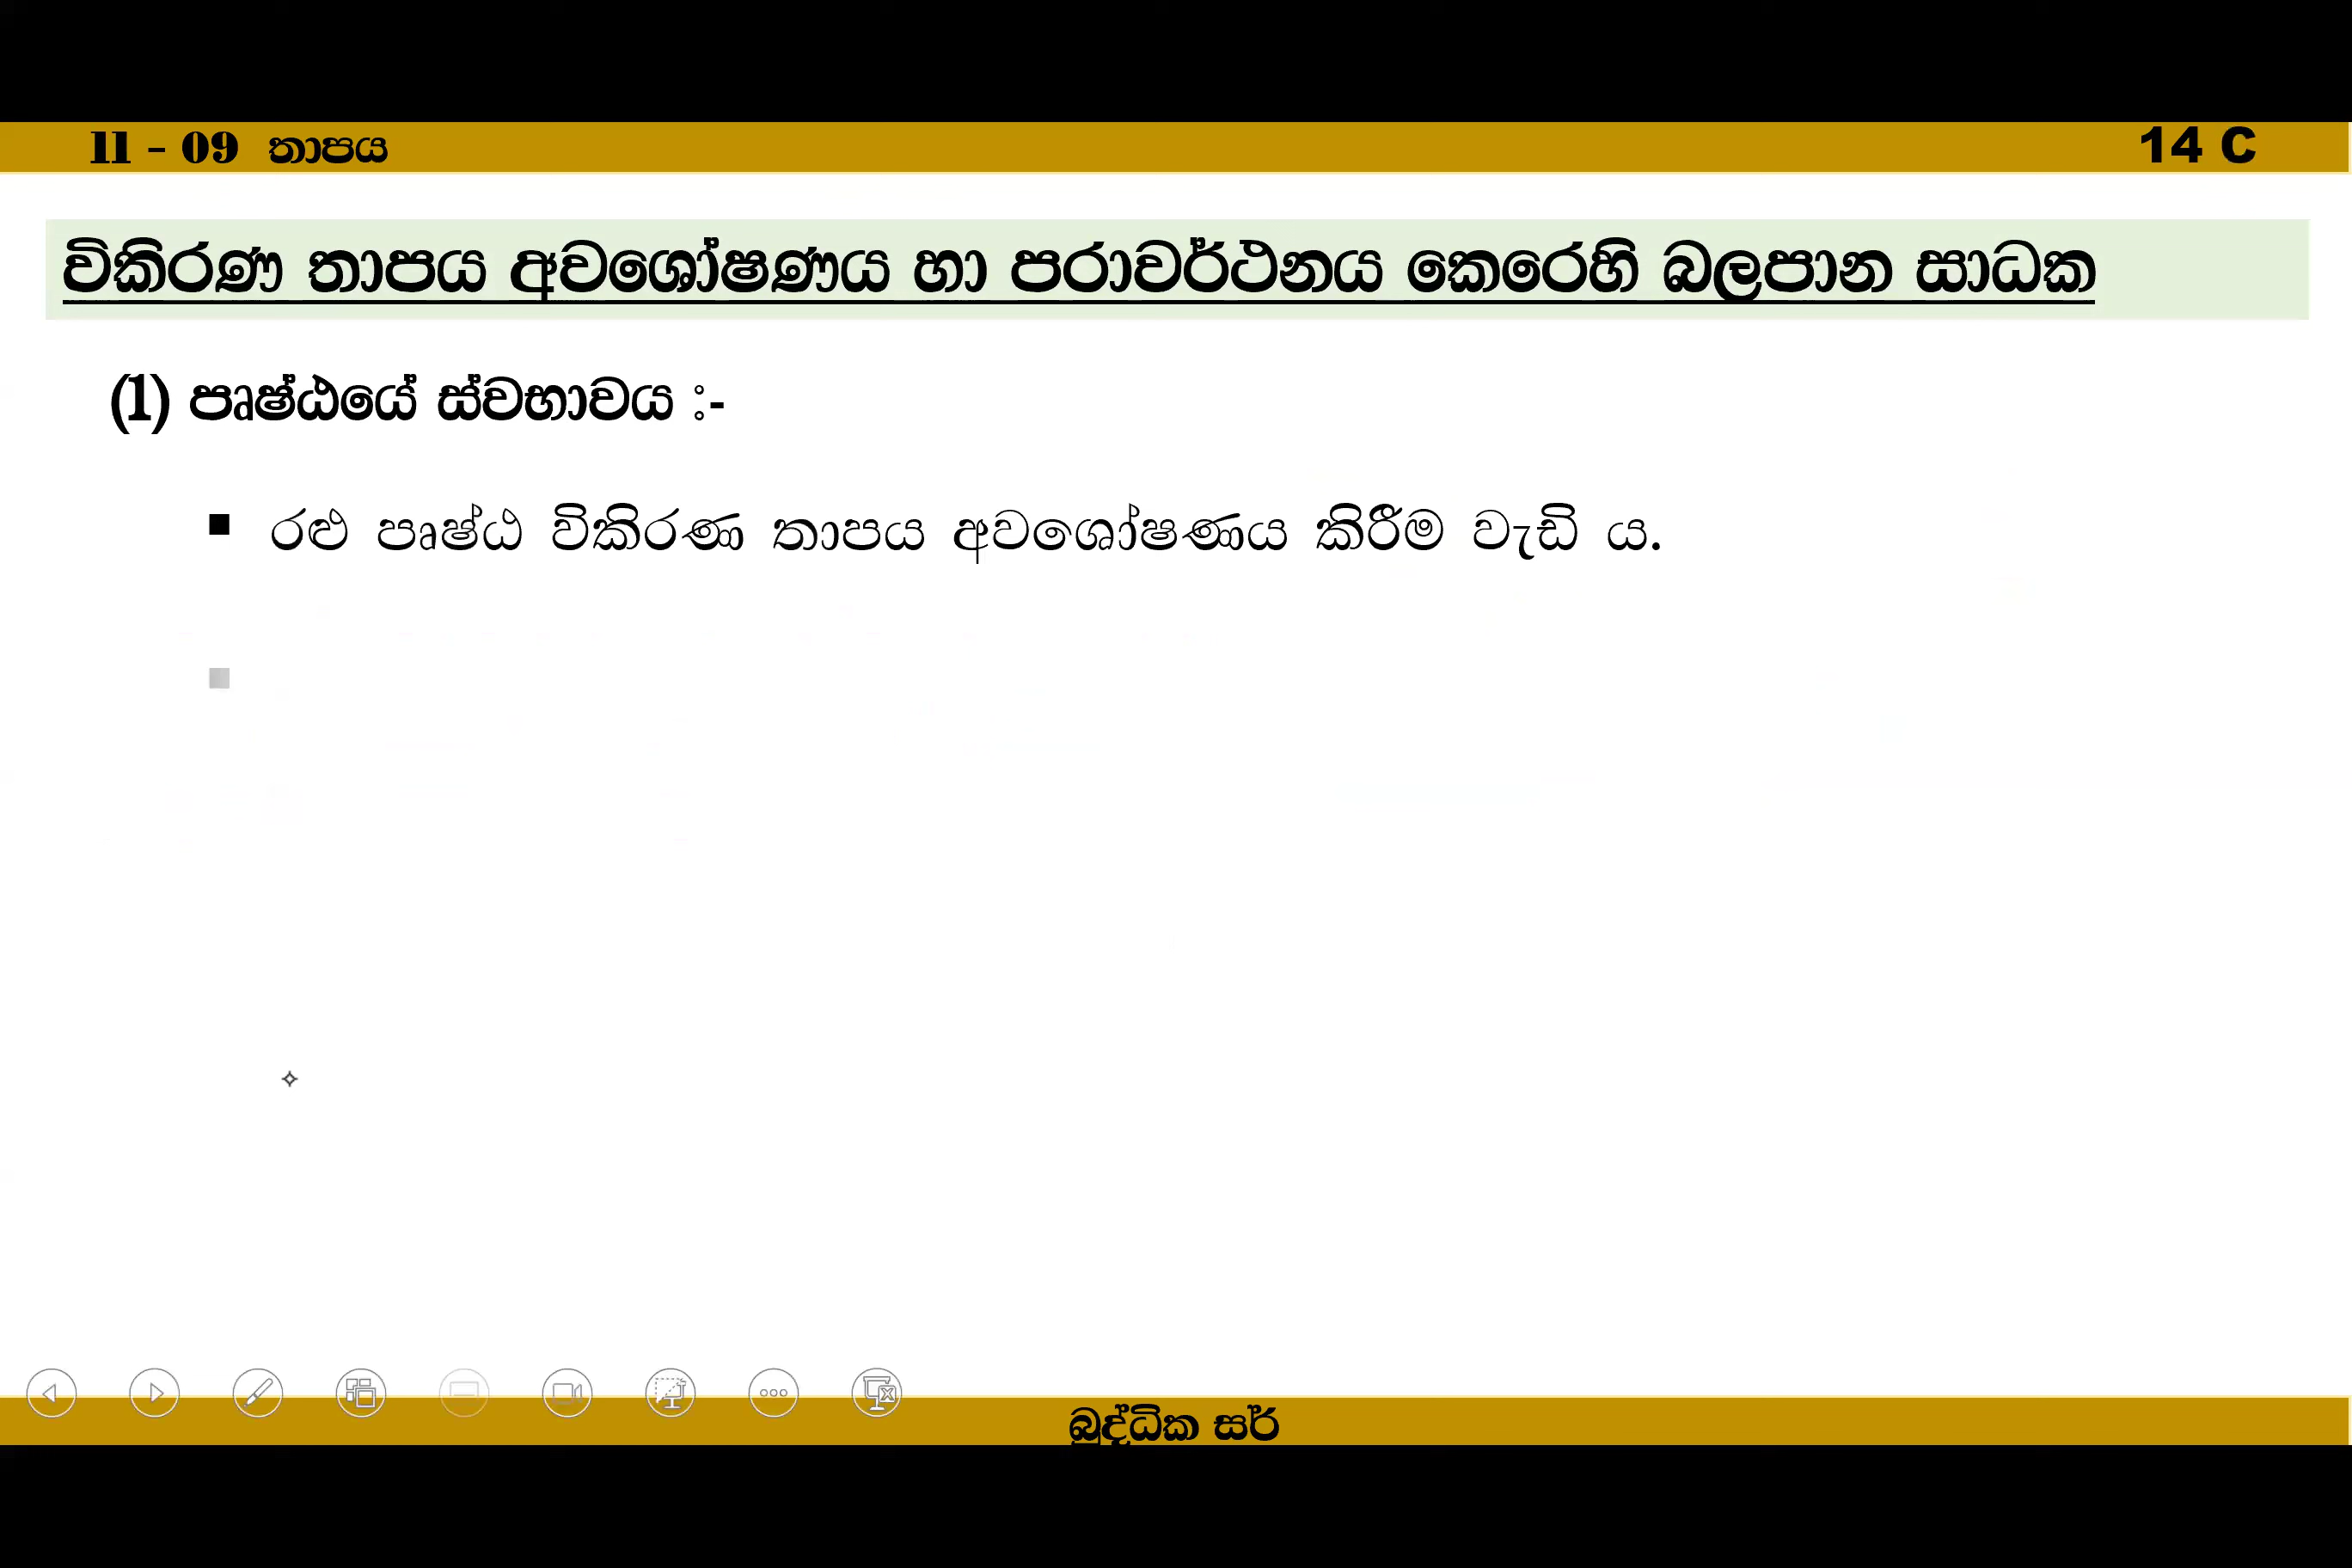 11 - 09 තාපය
14 C
විකිරණ තාපය අවශෝෂණය හා පරාවර්ථනය කෙරෙහි බලපාන සාධක
(1) පෘෂ්ඨයේ ස්වභාවය :-
▪ රළු පෘෂ්ඨ විකිරණ තාපය අවශෝෂණය කිරීම වැඩි ය.
බුද්ධික සර්